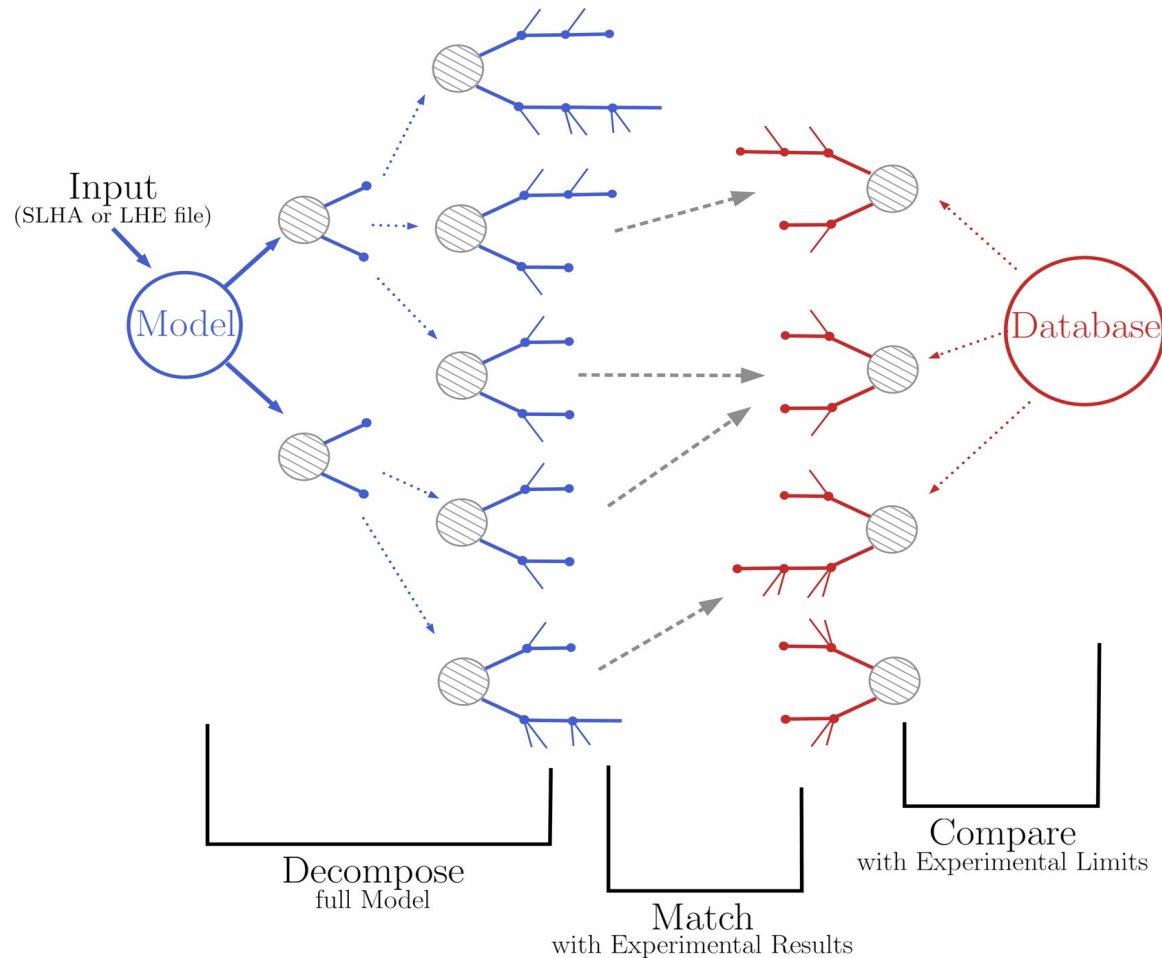 Input
(SLHA or LHE file)
Model
Database
Decompose
full Model
Match
with Experimental Results
Compare
with Experimental Limits